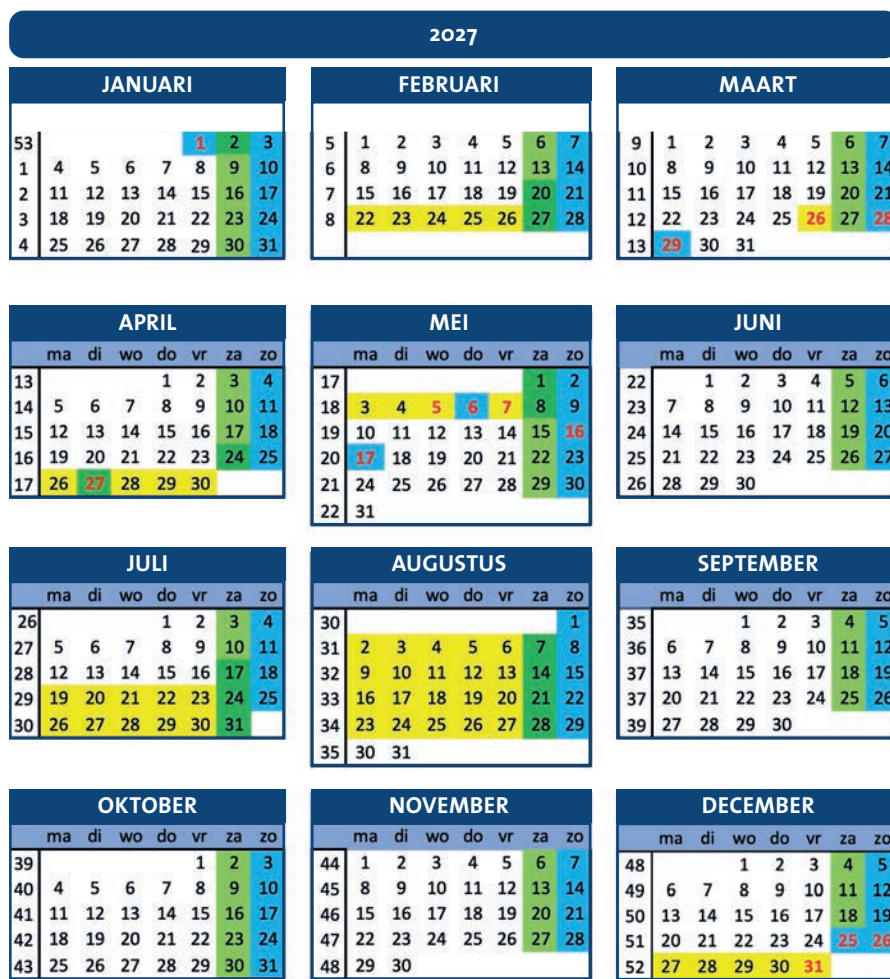 2027
JANUARI
53 1 2 3
1 4 5 6 7 8 9 10
2 11 12 13 14 15 16 17
3 18 19 20 21 22 23 24
4 25 26 27 28 29 30 31
FEBRUARI
5 1 2 3 4 5 6 7
6 8 9 10 11 12 13 14
7 15 16 17 18 19 20 21
8 22 23 24 25 26 27 28
MAART
9 1 2 3 4 5 6 7
10 8 9 10 11 12 13 14
11 15 16 17 18 19 20 21
12 22 23 24 25 26 27 28
13 29 30 31
APRIL
ma di wo do vr za zo
13 1 2 3 4
14 5 6 7 8 9 10 11
15 12 13 14 15 16 17 18
16 19 20 21 22 23 24 25
17 26 27 28 29 30
MEI
ma di wo do vr za zo
17 1 2
18 3 4 5 6 7 8 9
19 10 11 12 13 14 15 16
20 17 18 19 20 21 22 23
21 24 25 26 27 28 29 30
22 31
JUNI
ma di wo do vr za zo
22 1 2 3 4 5 6
23 7 8 9 10 11 12 13
24 14 15 16 17 18 19 20
25 21 22 23 24 25 26 27
26 28 29 30
JULI
ma di wo do vr za zo
26 1 2 3 4
27 5 6 7 8 9 10 11
28 12 13 14 15 16 17 18
29 19 20 21 22 23 24 25
30 26 27 28 29 30 31
AUGUSTUS
ma di wo do vr za zo
30 1
31 2 3 4 5 6 7 8
32 9 10 11 12 13 14 15
33 16 17 18 19 20 21 22
34 23 24 25 26 27 28 29
35 30 31
SEPTEMBER
ma di wo do vr za zo
35 1 2 3 4 5
36 6 7 8 9 10 11 12
37 13 14 15 16 17 18 19
37 20 21 22 23 24 25 26
39 27 28 29 30
OKTOBER
ma di wo do vr za zo
39 1 2 3
40 4 5 6 7 8 9 10
41 11 12 13 14 15 16 17
42 18 19 20 21 22 23 24
43 25 26 27 28 29 30 31
NOVEMBER
ma di wo do vr za zo
44 1 2 3 4 5 6 7
45 8 9 10 11 12 13 14
46 15 16 17 18 19 20 21
47 22 23 24 25 26 27 28
48 29 30
DECEMBER
ma di wo do vr za zo
48 1 2 3 4 5
49 6 7 8 9 10 11 12
50 13 14 15 16 17 18 19
51 20 21 22 23 24 25 26
52 27 28 29 30 31